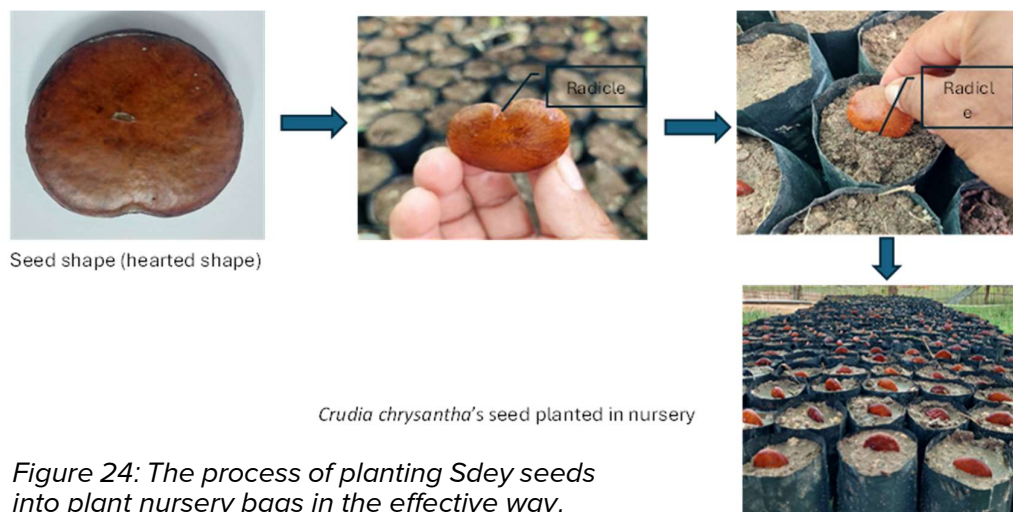 Radicle
Radicl
e
Seed shape (hearted shape)
Crudia chrysantha's seed planted in nursery
Figure 24: The process of planting Sdey seeds
into plant nursery bags in the effective way.